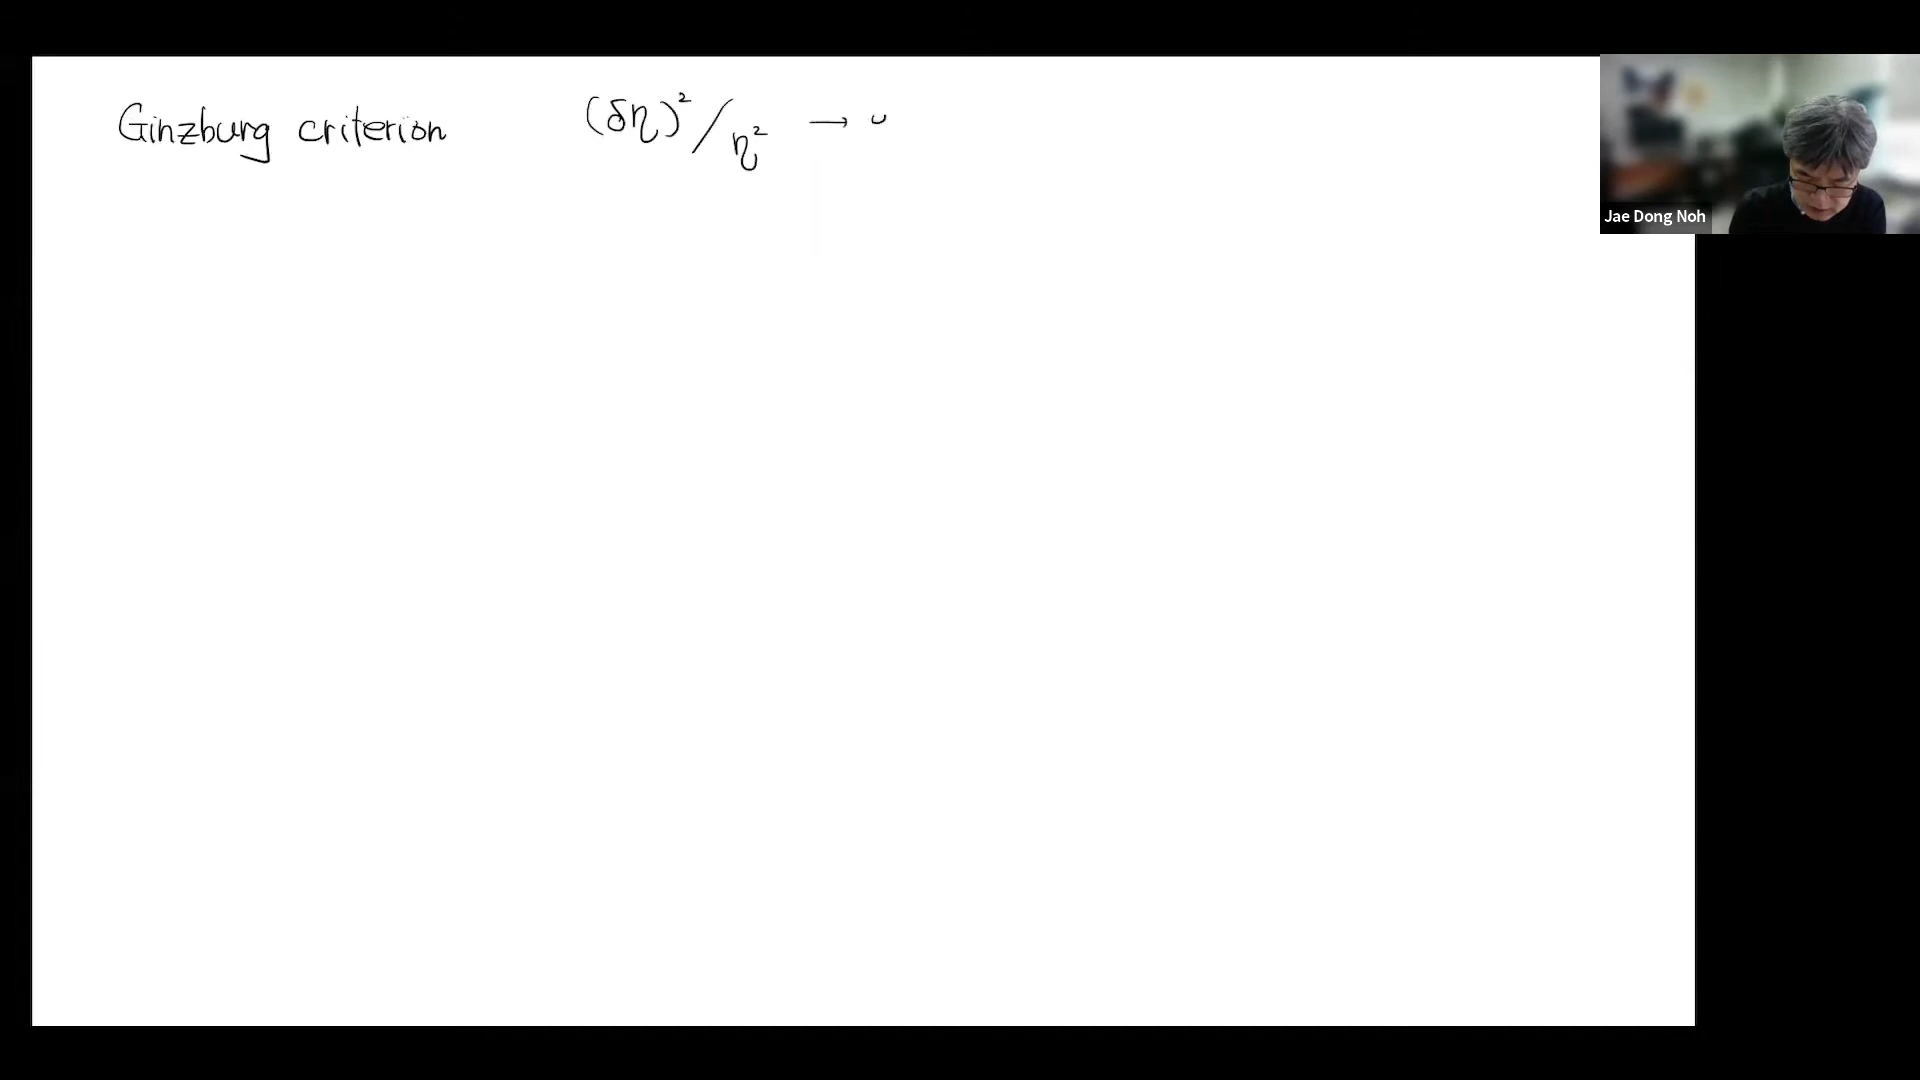 Ginzburg criterion (δη)²/η² →
Jae Dong Noh